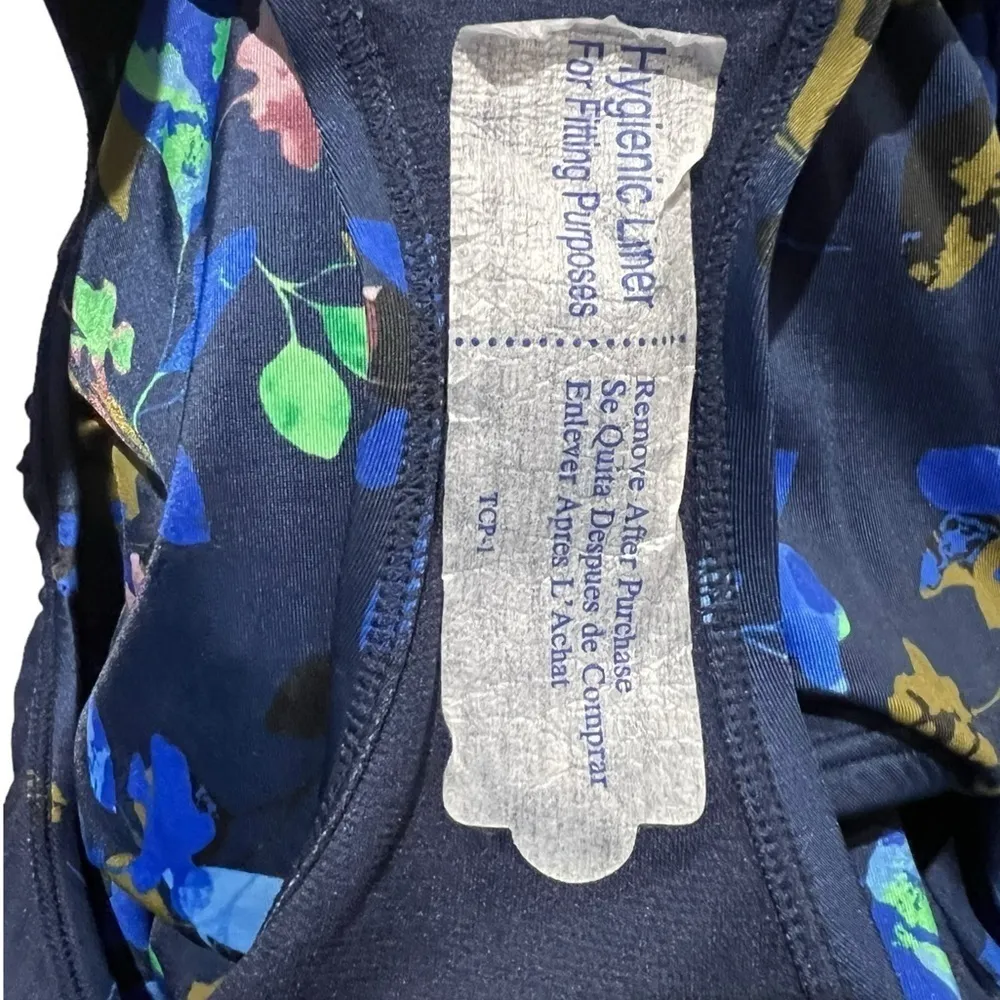 Hygienic Liner
For Fitting Purposes
Remove After Purchase
Se Quita Despues de Comprar
Enlever Apres L'Achat
TCP-1